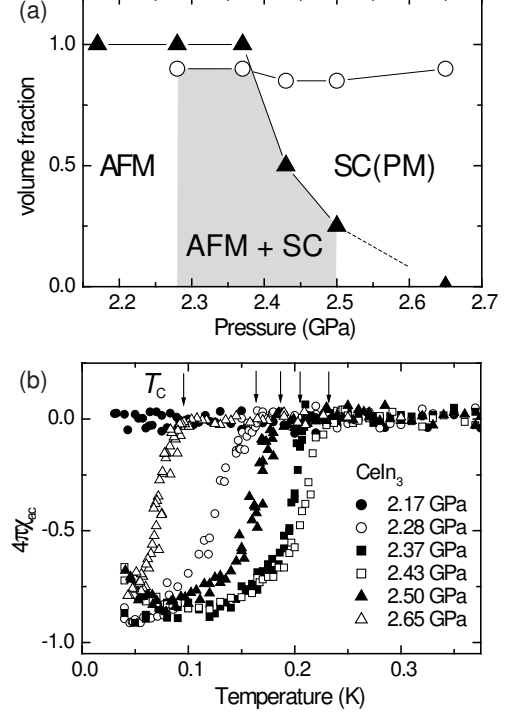 (a)
1.0
0.5
0.0
volume fraction
AFM
SC(PM)
AFM + SC
2.2 2.3 2.4 2.5 2.6 2.7
Pressure (GPa)
(b)
T_C
0.0
-0.5
-1.0
4πχ_ac
CeIn₃
2.17 GPa
2.28 GPa
2.37 GPa
2.43 GPa
2.50 GPa
2.65 GPa
0.0 0.1 0.2 0.3
Temperature (K)